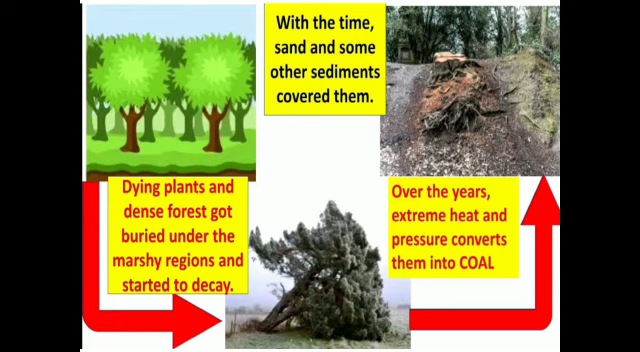 With the time,
sand and some
other sediments
covered them.
Dying plants and
dense forest got
buried under the
marshy regions and
started to decay.
Over the years,
extreme heat and
pressure converts
them into COAL